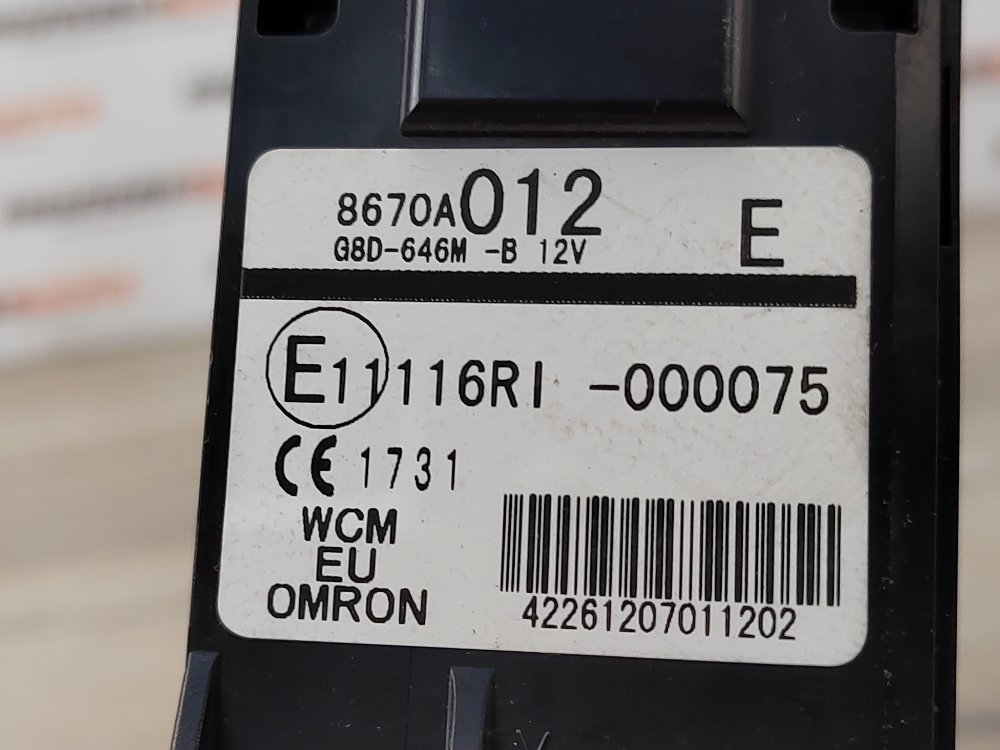 8670A012
E
G8D-646M -B 12V
E11 116RI -000075
CE 1731
WCM
EU
OMRON
42261207011202